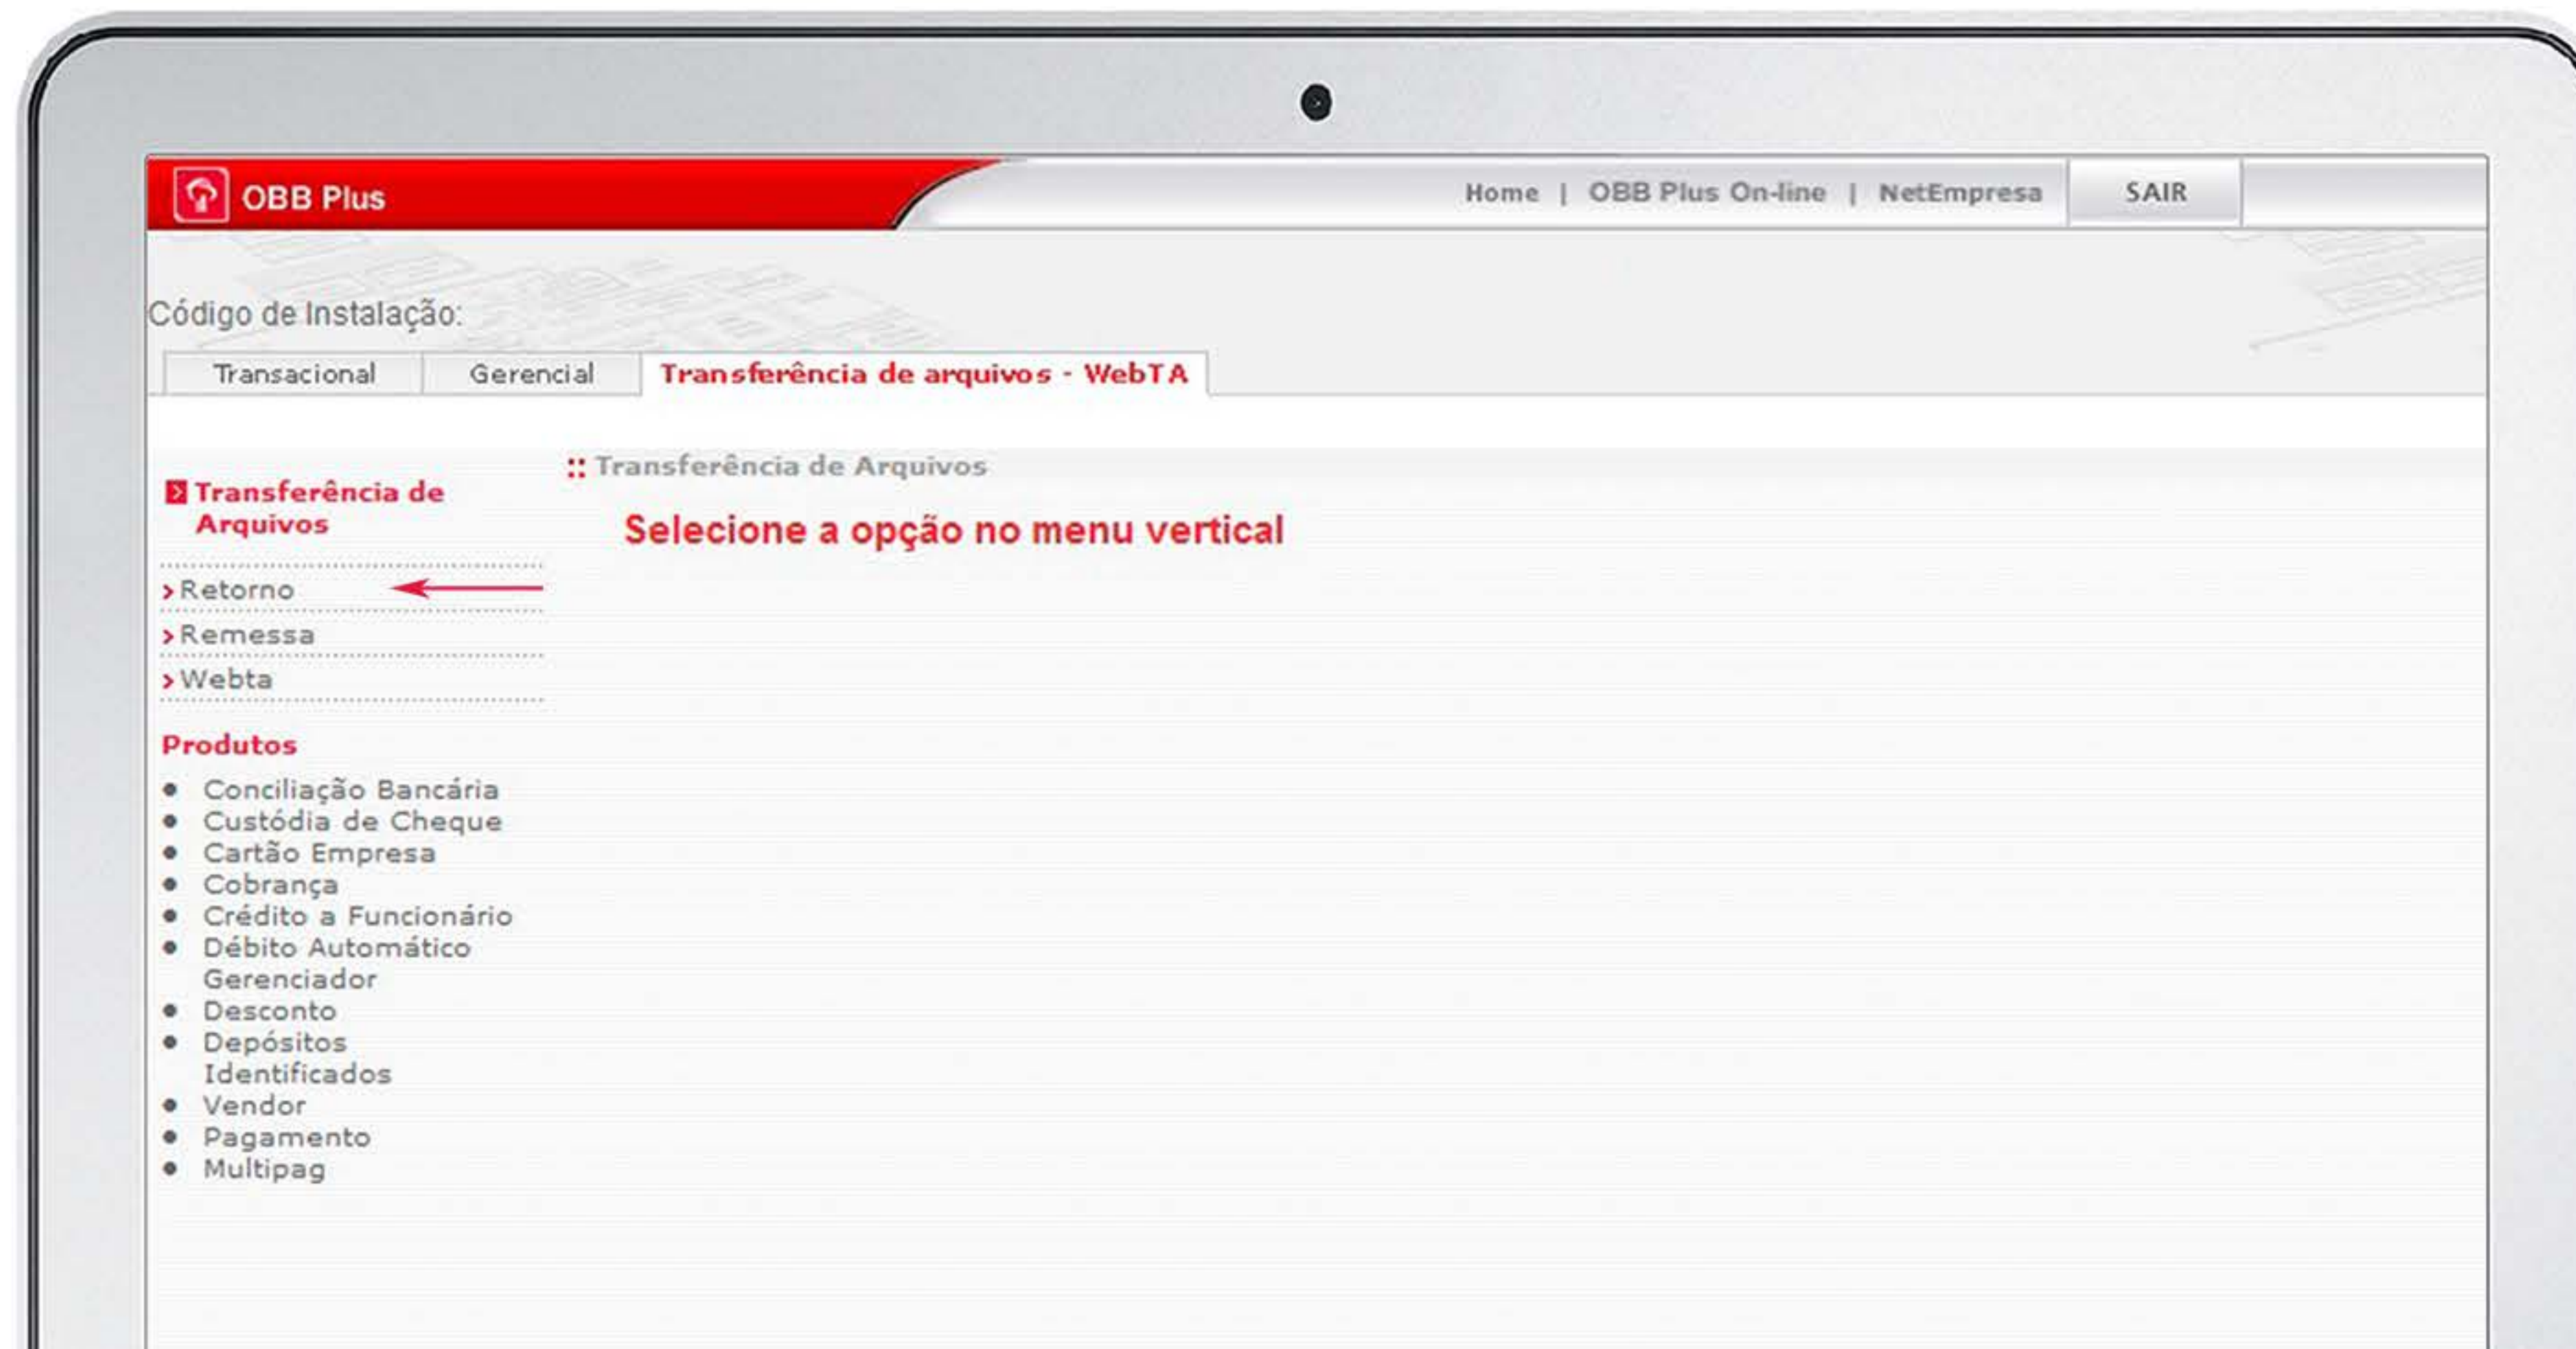 OBB Plus
Home | OBB Plus On-line | NetEmpresa
SAIR
Código de Instalação:
Transacional
Gerencial
Transferência de arquivos - WebTA
Transferência de
Arquivos
Retorno
Remessa
Webta
Produtos
Conciliação Bancária
Custódia de Cheque
Cartão Empresa
Cobrança
Crédito a Funcionário
Débito Automático
Gerenciador
Desconto
Depósitos
Identificados
Vendor
Pagamento
Multipag
:: Transferência de Arquivos
Selecione a opção no menu vertical